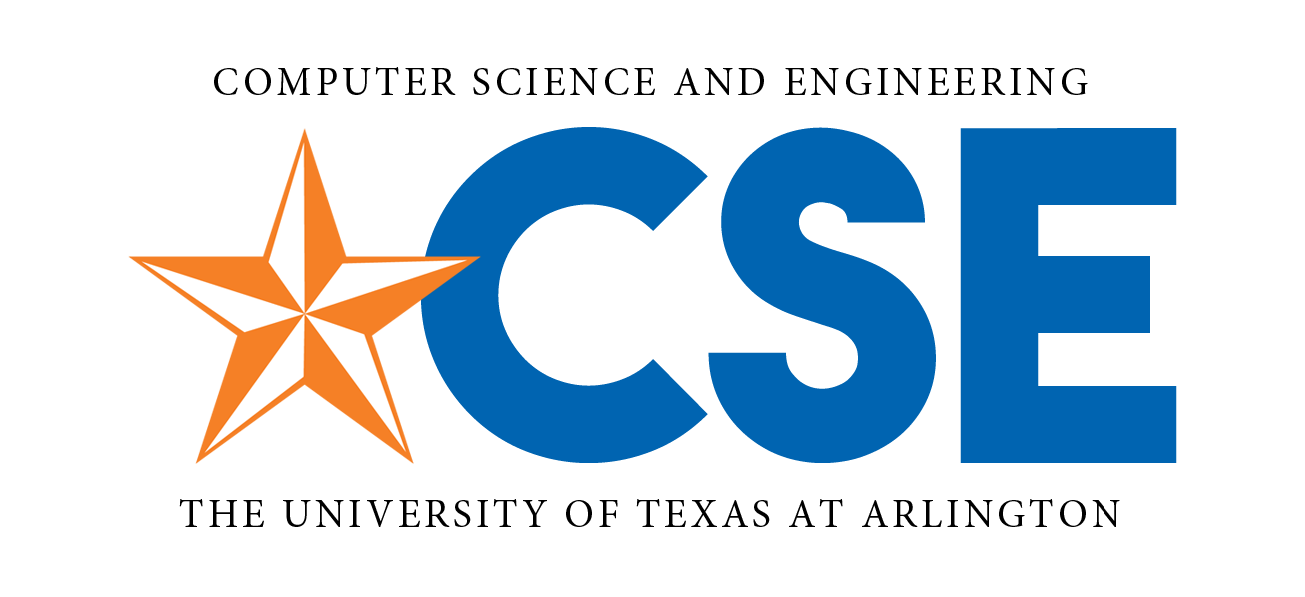 COMPUTER SCIENCE AND ENGINEERING
CSE
THE UNIVERSITY OF TEXAS AT ARLINGTON